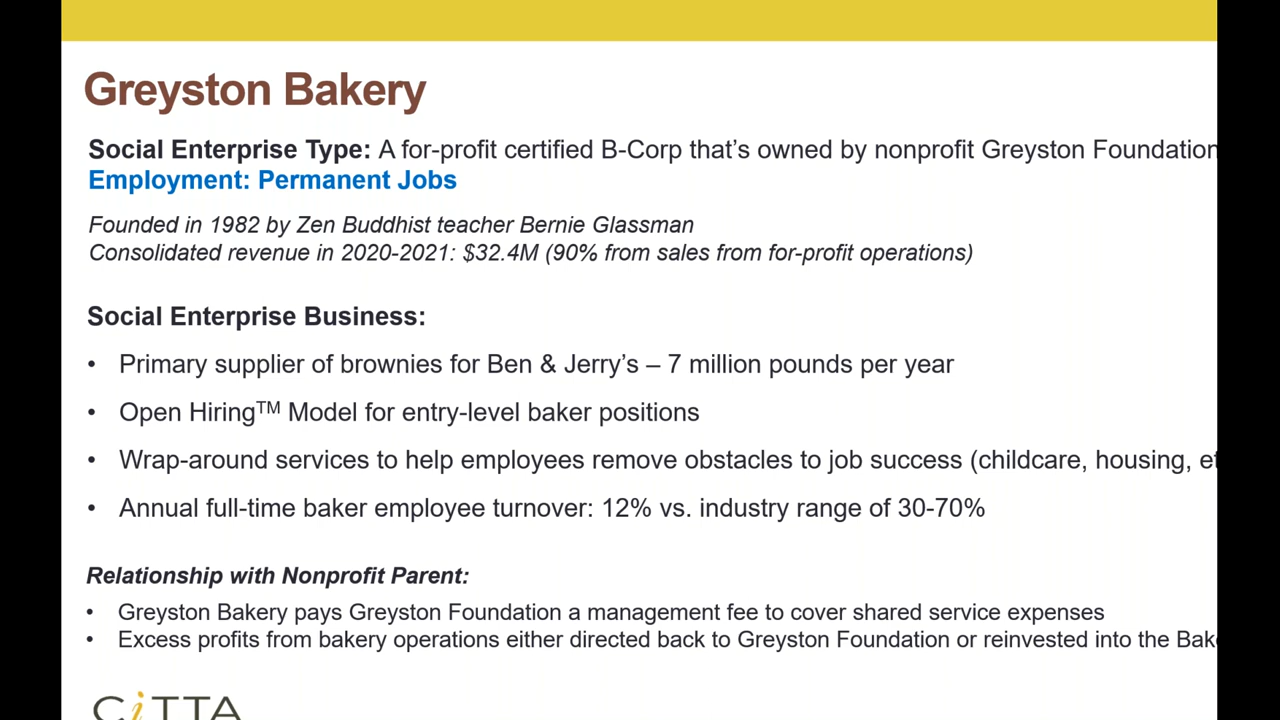 Greyston Bakery
Social Enterprise Type: A for-profit certified B-Corp that’s owned by nonprofit Greyston Foundation
Employment: Permanent Jobs
Founded in 1982 by Zen Buddhist teacher Bernie Glassman
Consolidated revenue in 2020-2021: $32.4M (90% from sales from for-profit operations)
Social Enterprise Business:
• Primary supplier of brownies for Ben & Jerry’s – 7 million pounds per year
• Open Hiring™ Model for entry-level baker positions
• Wrap-around services to help employees remove obstacles to job success (childcare, housing,
• Annual full-time baker employee turnover: 12% vs. industry range of 30-70%
Relationship with Nonprofit Parent:
• Greyston Bakery pays Greyston Foundation a management fee to cover shared service expenses
• Excess profits from bakery operations either directed back to Greyston Foundation or reinvested into the
CiTTA